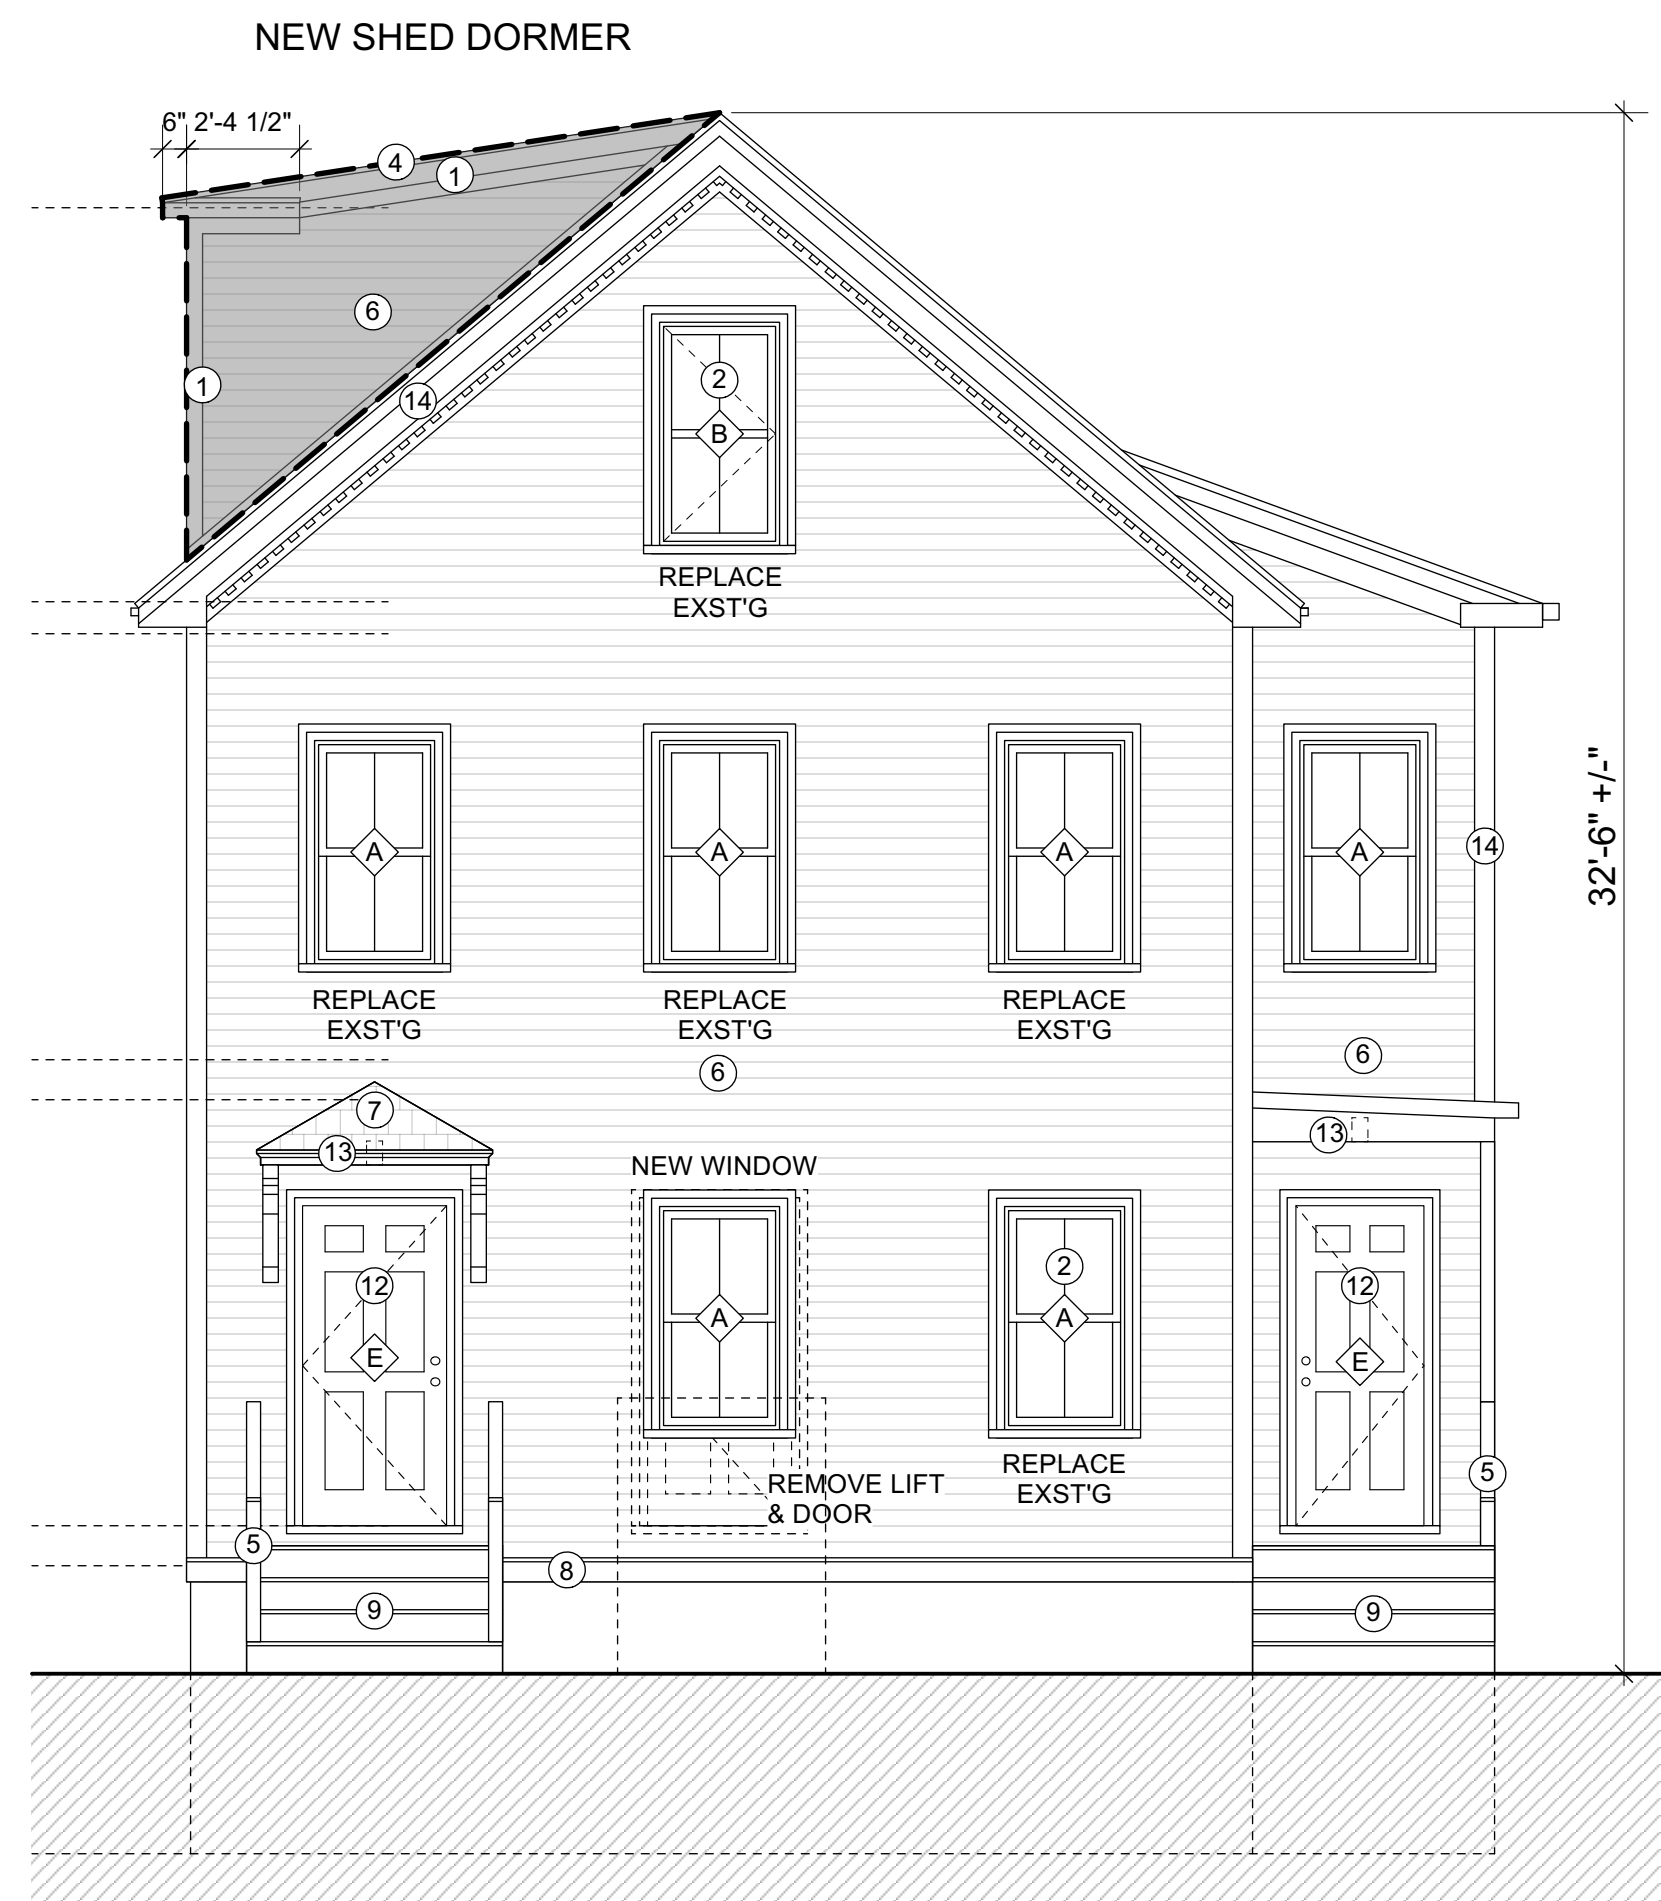 NEW SHED DORMER
6" 2'-4 1/2"
4
1
6
1
14
2
B
REPLACE
EXST'G
A
A
A
A
14
32'-6" +/-"
REPLACE
EXST'G
REPLACE
EXST'G
REPLACE
EXST'G
6
6
7
13
13
NEW WINDOW
12
2
12
A
A
E
E
REPLACE
EXST'G
REMOVE LIFT
& DOOR
5
5
8
9
9